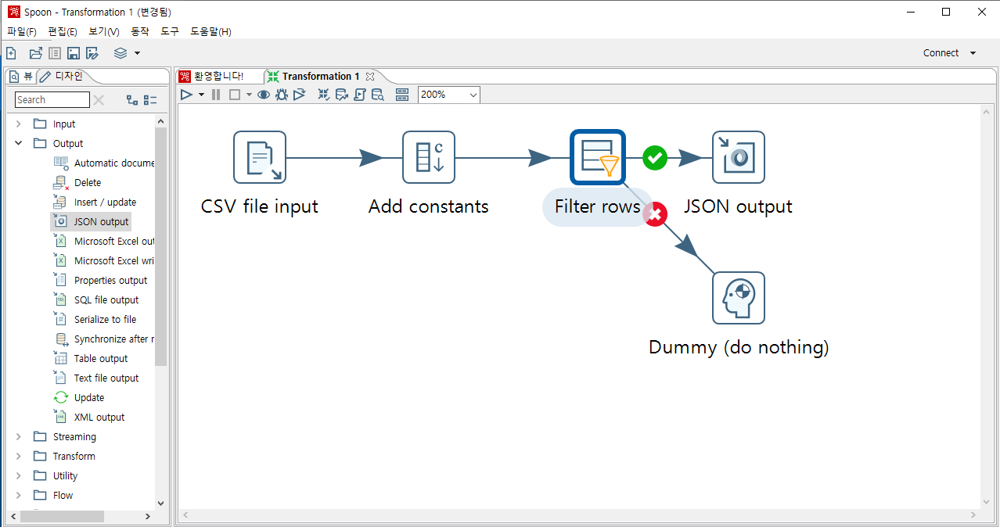 Spoon - Transformation 1 (변경됨)
파일(F) 편집(E) 보기(V) 동작 도구 도움말(H)
Connect
뷰 디자인
환영합니다! Transformation 1
Search
200%
Input
Output
Automatic docume
Delete
Insert / update
JSON output
Microsoft Excel out
Microsoft Excel wri
Properties output
SQL file output
Serialize to file
Synchronize after r
Table output
Text file output
Update
XML output
Streaming
Transform
Utility
Flow
C
CSV file input Add constants Filter rows JSON output
Dummy (do nothing)